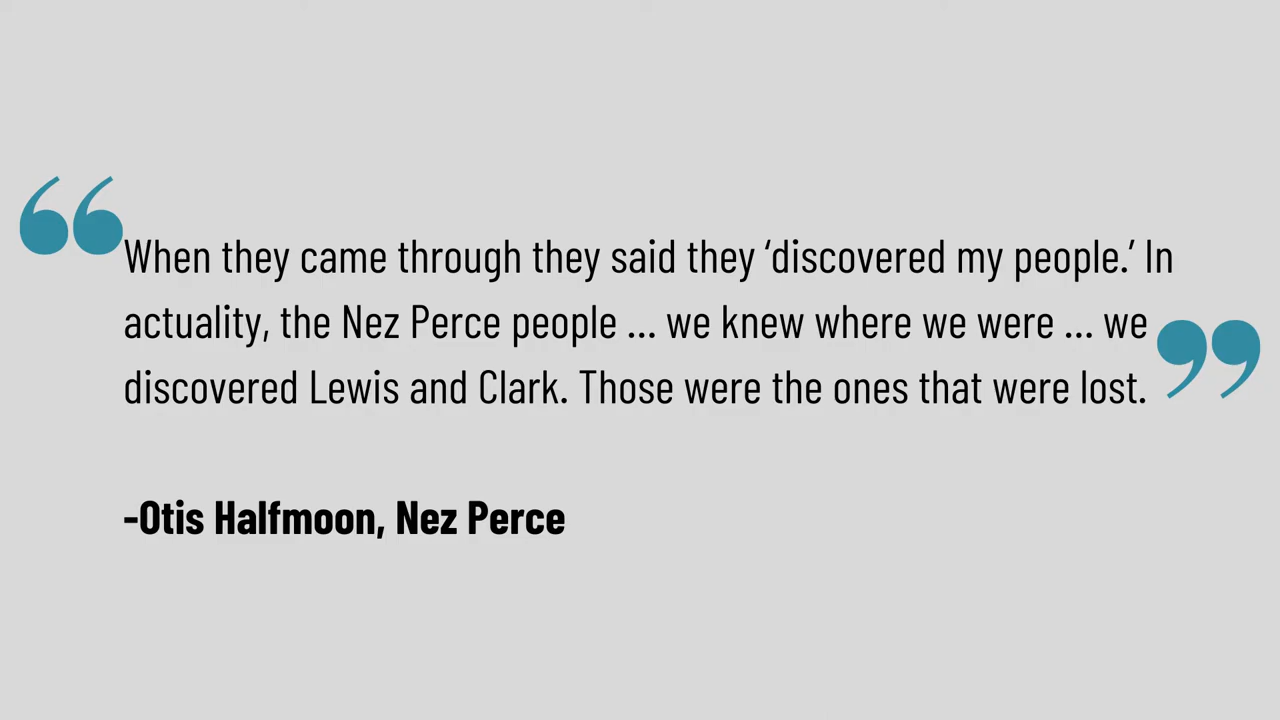 “When they came through they said they ‘discovered my people.’ In
actuality, the Nez Perce people ... we knew where we were ... we
discovered Lewis and Clark. Those were the ones that were lost.”
-Otis Halfmoon, Nez Perce